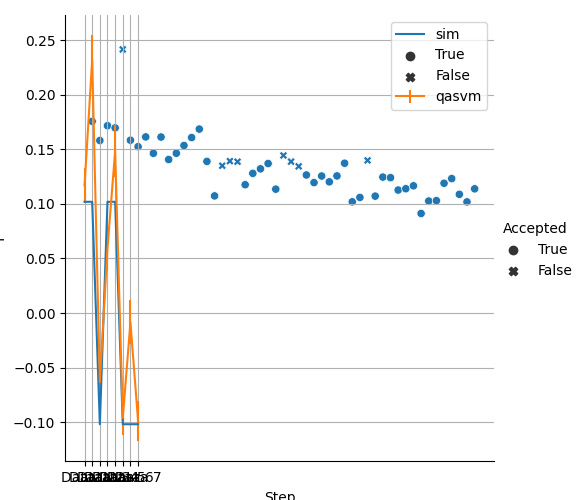 0.25
0.20
0.15
0.10
0.05
0.00
−0.05
−0.10
sim
True
False
qasvm
Accepted
True
False
Step